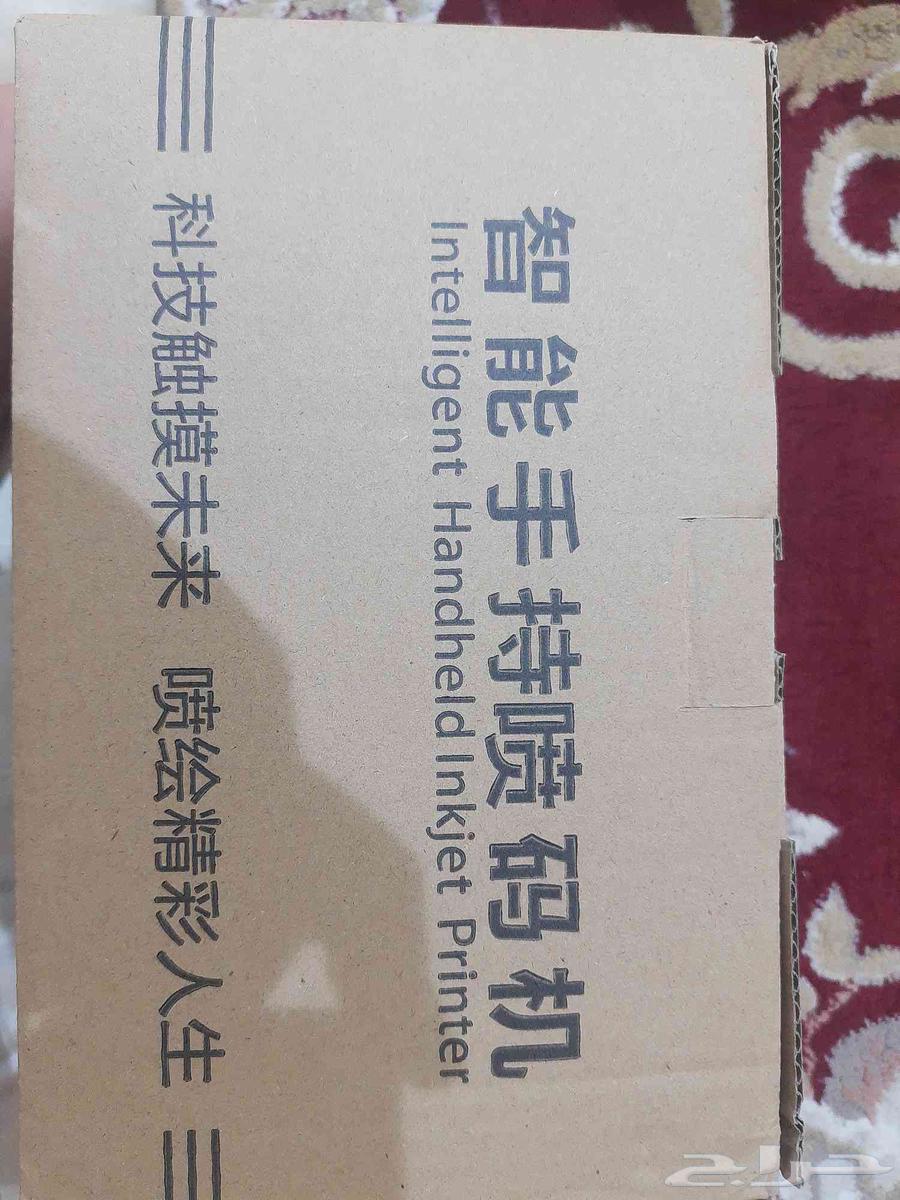 智能手持喷码机
Intelligent Handheld Inkjet Printer
科技触摸未来 喷绘精彩人生
حراج